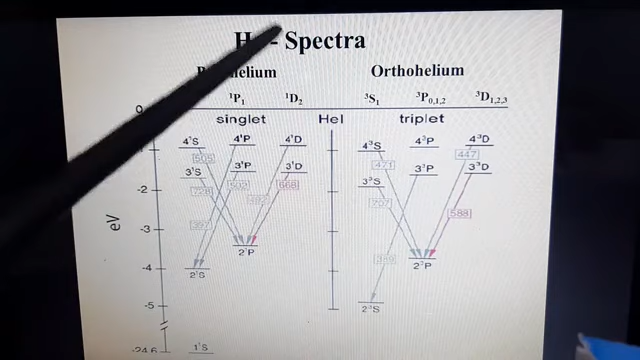 - Spectra
Orthohelium
¹P₁ ¹D₂ ³S₁ ³P₀,₁,₂ ³D₁,₂,₃
singlet HeI triplet
4¹S 4¹P 4¹D 4³S 4³P 4³D
505 471 447
3¹S 3¹P 3¹D 3³S 3³P 3³D
-2
728 502 668 707 588
-3
397 389
2¹P 2³P
eV
-4
2¹S
-5
2³S
-24.6 1¹S